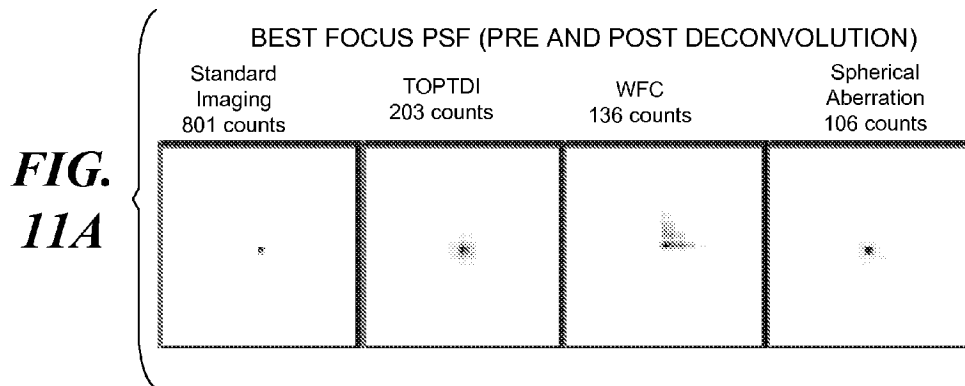 BEST FOCUS PSF (PRE AND POST DECONVOLUTION)
Standard
Imaging
801 counts
TOPTDI
203 counts
WFC
136 counts
Spherical
Aberration
106 counts
FIG.
11A